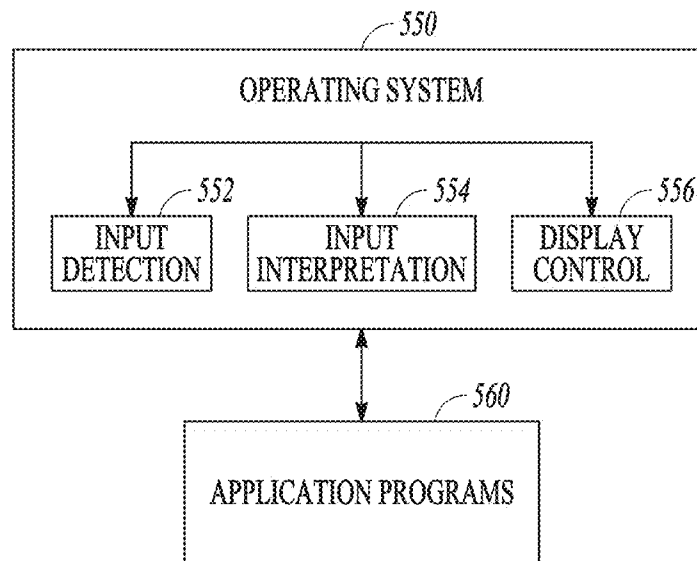 550
OPERATING SYSTEM
552
554
556
INPUT
DETECTION
INPUT
INTERPRETATION
DISPLAY
CONTROL
560
APPLICATION PROGRAMS